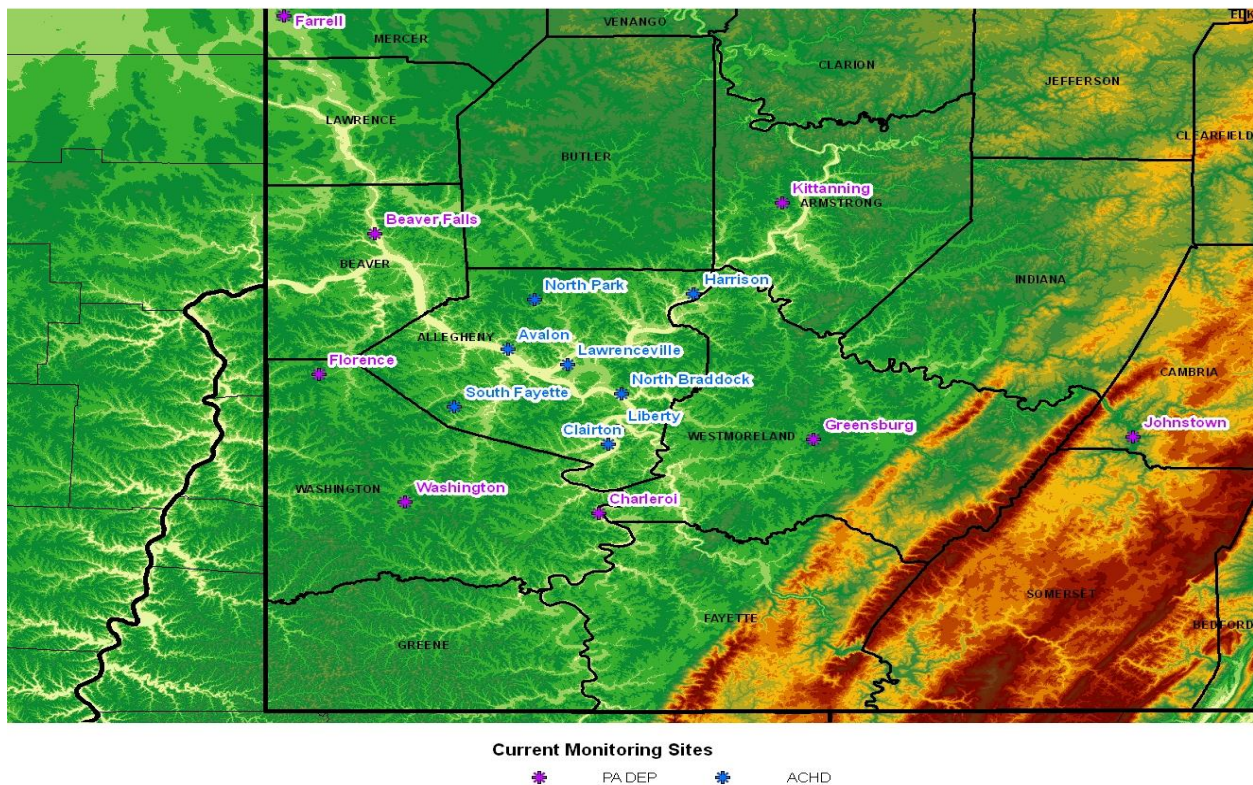 Farrell
VENANGO
MERCER
CLARION
JEFFERSON
ELK
LAWRENCE
CLEARFIELD
BUTLER
Kittanning
ARMSTRONG
Beaver Falls
BEAVER
INDIANA
North Park
Harrison
ALLEGHENY
Avalon
Lawrenceville
Florence
CAMBRIA
South Fayette
North Braddock
Liberty
Clairton
WESTMORELAND
Greensburg
Johnstown
WASHINGTON
Washington
Charleroi
SOMERSET
FAYETTE
BEDFORD
GREENE
Current Monitoring Sites
PA DEP
ACHD